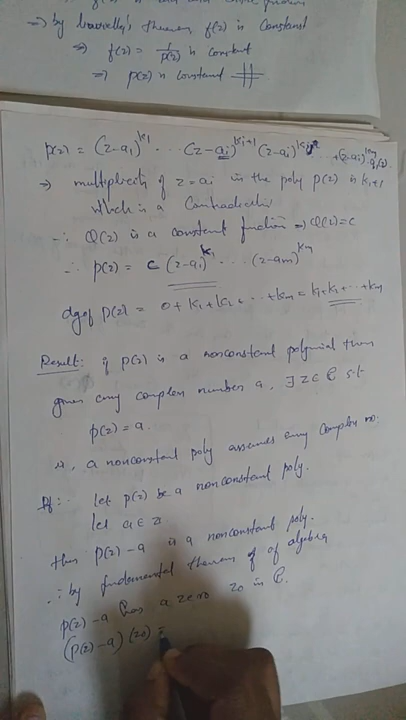 ⇒ by Liouville's theorem f(z) is constant
⇒ f(z) = 1/p(z) is constant
⇒ p(z) is constant #
p(z) = (z-a₁)^k₁ ... (z-ai)^ki+1 (z-ai)^ki+1 ... (z-am)^km q₁(z).
⇒ multiplicity of z = ai in the poly p(z) is ki+1
which is a contradiction
∴ Q(z) is a constant function ⇒ Q(z) = c
∴ p(z) = c (z-a₁)^k₁ ... (z-am)^km
dg of p(z) = 0 + k₁ + k₂ + ... + km = k₁ + k₂ + ... + km
Result: if p(z) is a nonconstant polynomial then
given any complex number a, ∃ z ∈ ℂ s.t
p(z) = a.
ie, a nonconstant poly assumes any complex no:
Pf:- let p(z) be a nonconstant poly.
let a ∈
then p(z) - a is a nonconstant poly.
∴ by fundamental theorem of of algebra
p(z) - a has a zero z₀ in ℂ.
(p(z) - a)(z₀) =